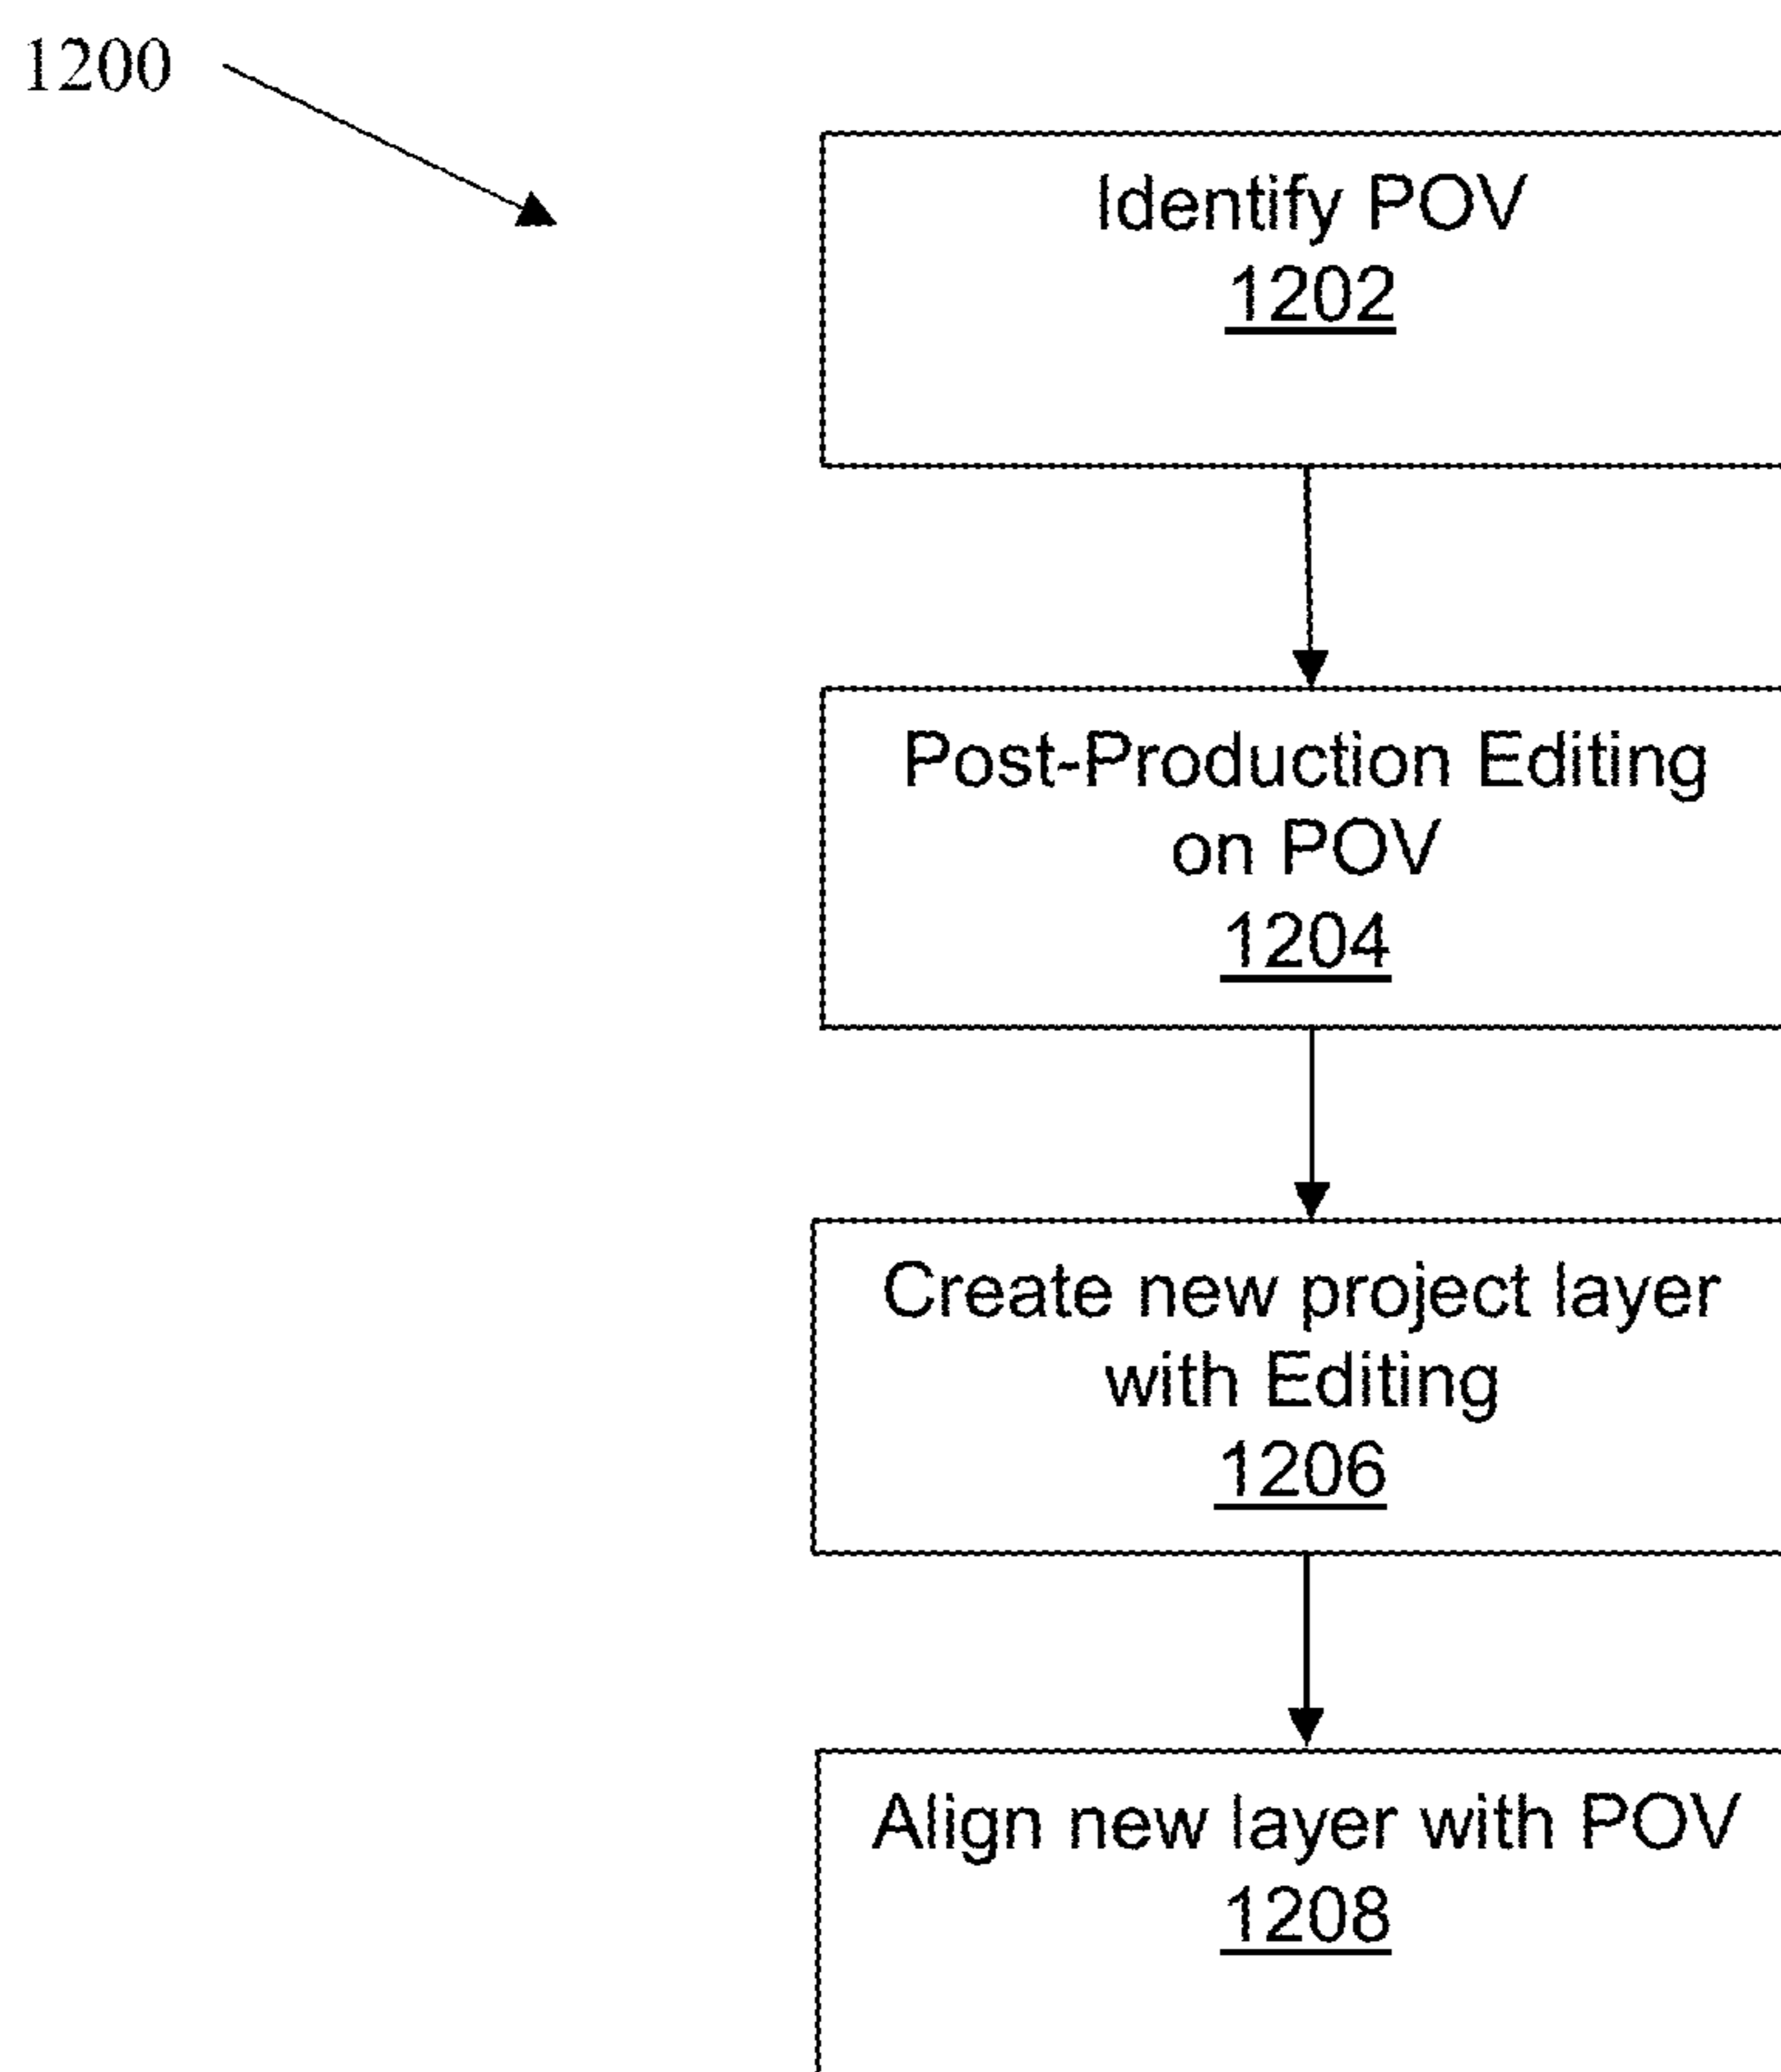 1200
Identify POV
1202
Post-Production Editing
on POV
1204
Create new project layer
with Editing
1206
Align new layer with POV
1208